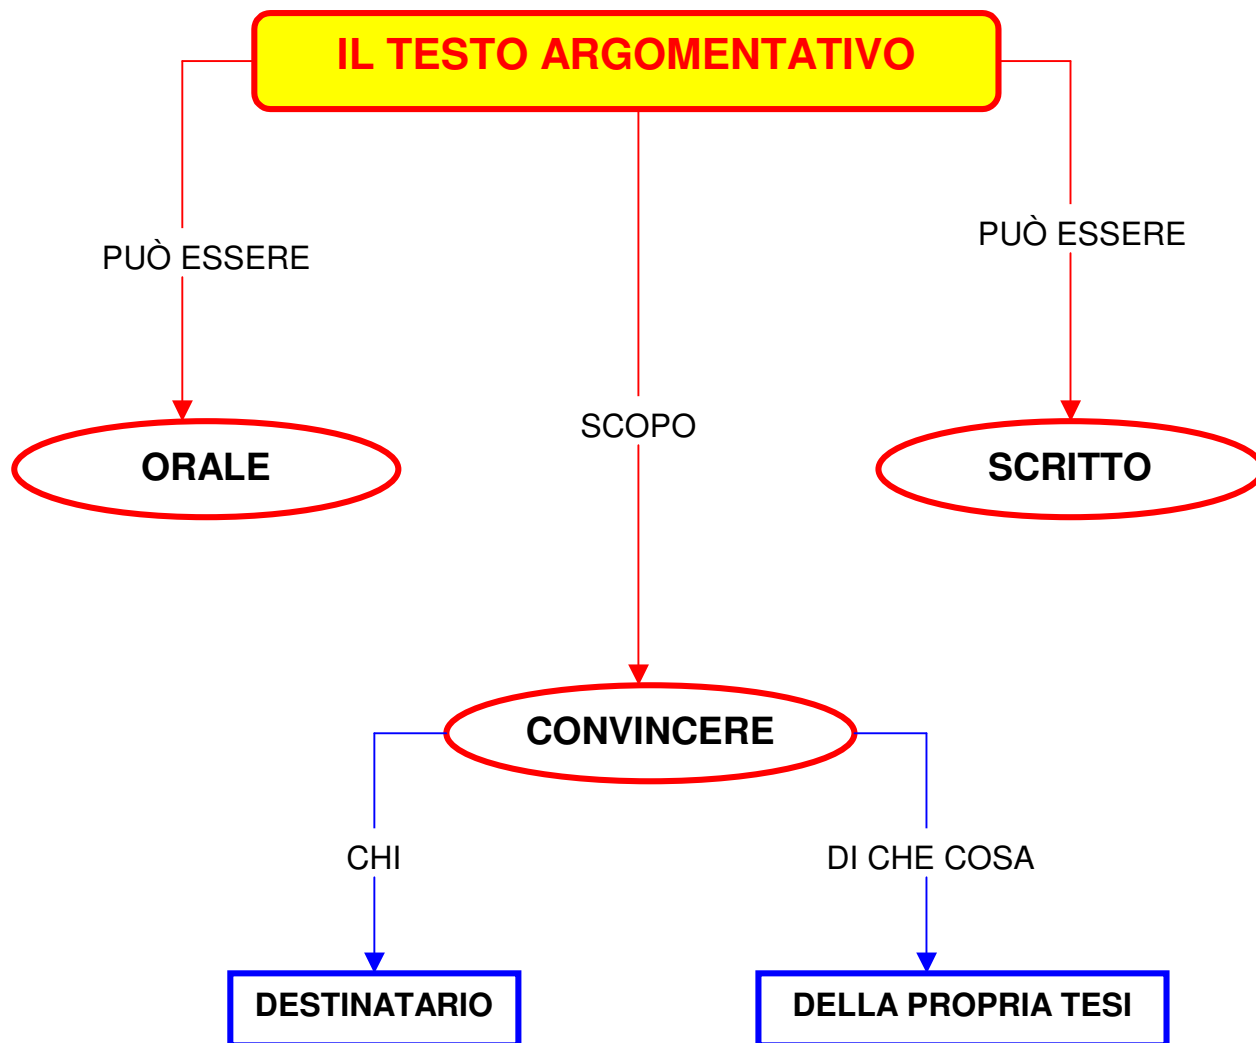 IL TESTO ARGOMENTATIVO
PUÒ ESSERE
PUÒ ESSERE
SCOPO
ORALE
SCRITTO
CONVINCERE
CHI
DI CHE COSA
DESTINATARIO
DELLA PROPRIA TESI